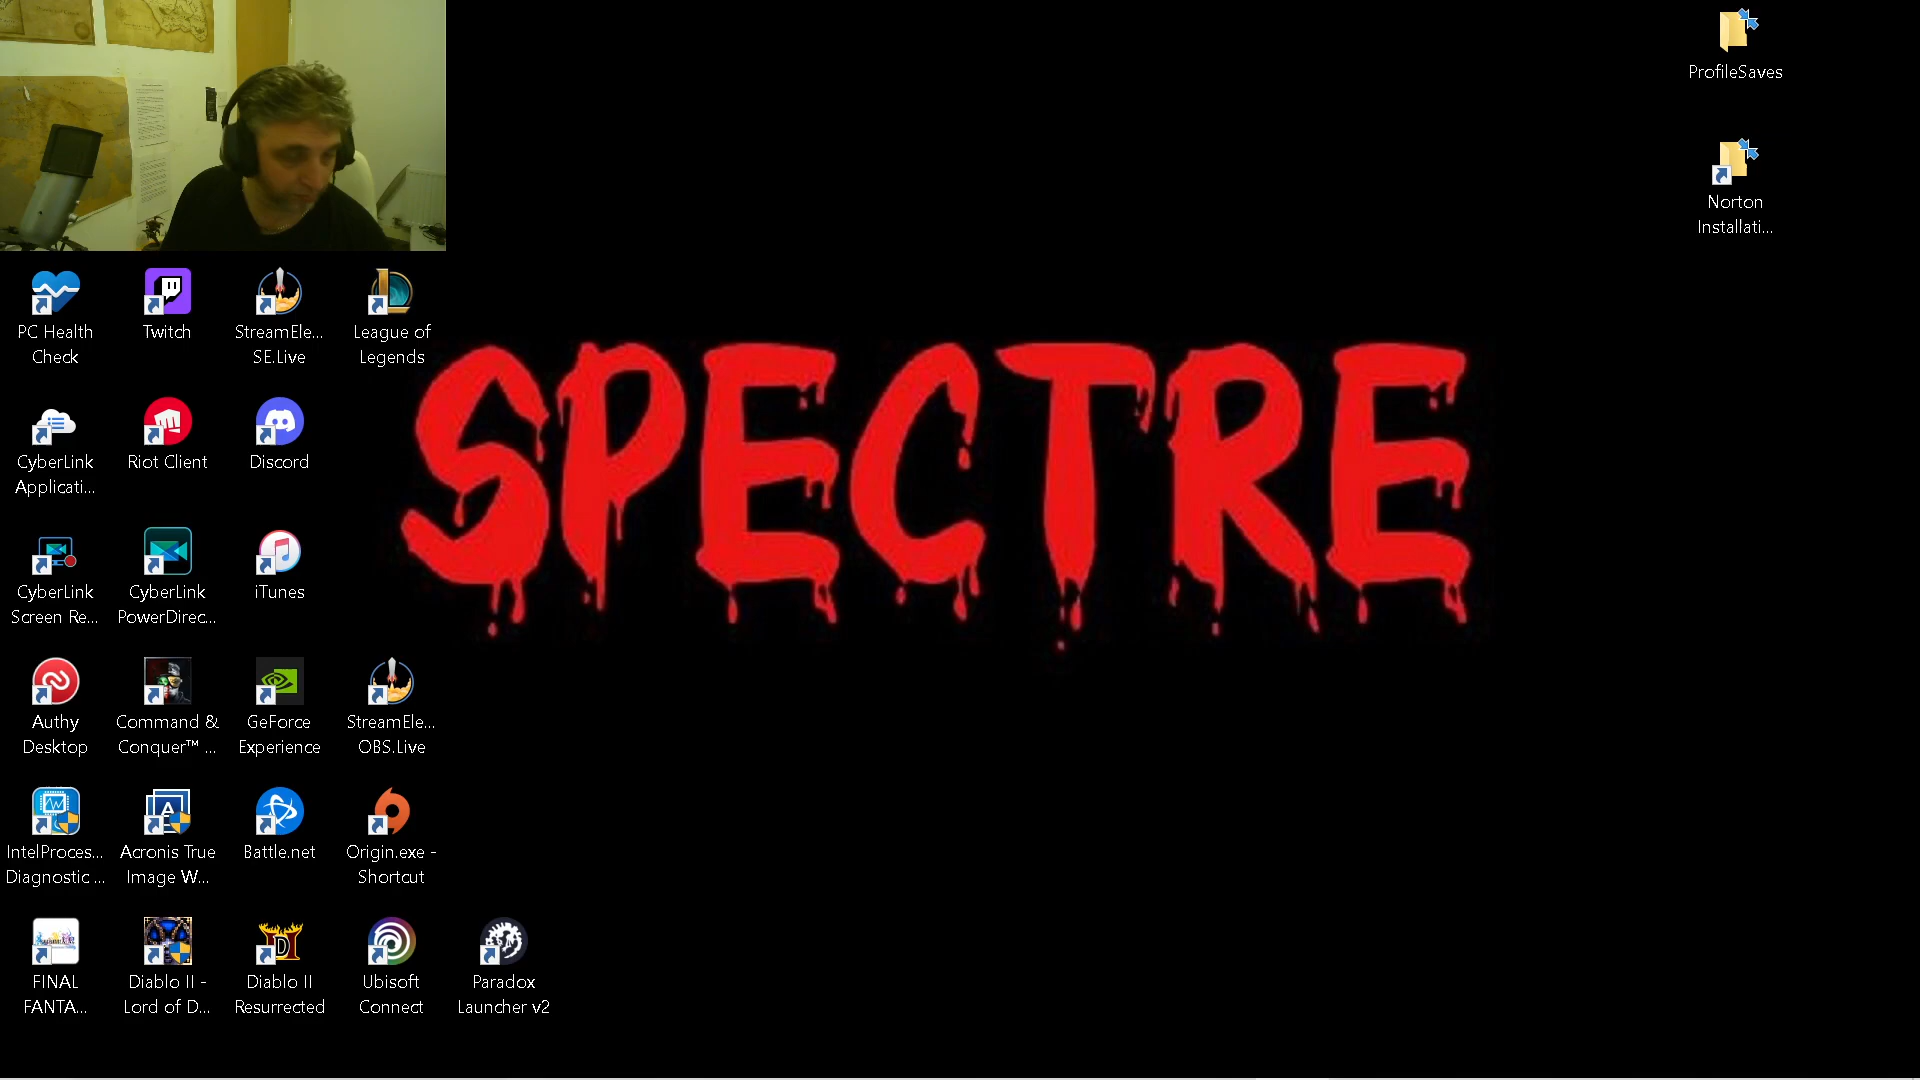 ProfileSaves
Norton
Installati...
PC Health
Check
Twitch
StreamEle...
SE.Live
League of
Legends
SPECTRE
CyberLink
Applicati...
Riot Client
Discord
CyberLink
Screen Re...
CyberLink
PowerDirec...
iTunes
Authy
Desktop
Command &
Conquer™ ...
GeForce
Experience
StreamEle...
OBS.Live
IntelProces...
Diagnostic ...
Acronis True
Image W...
Battle.net
Origin.exe -
Shortcut
FINAL
FANTA...
Diablo II -
Lord of D...
Diablo II
Resurrected
Ubisoft
Connect
Paradox
Launcher v2